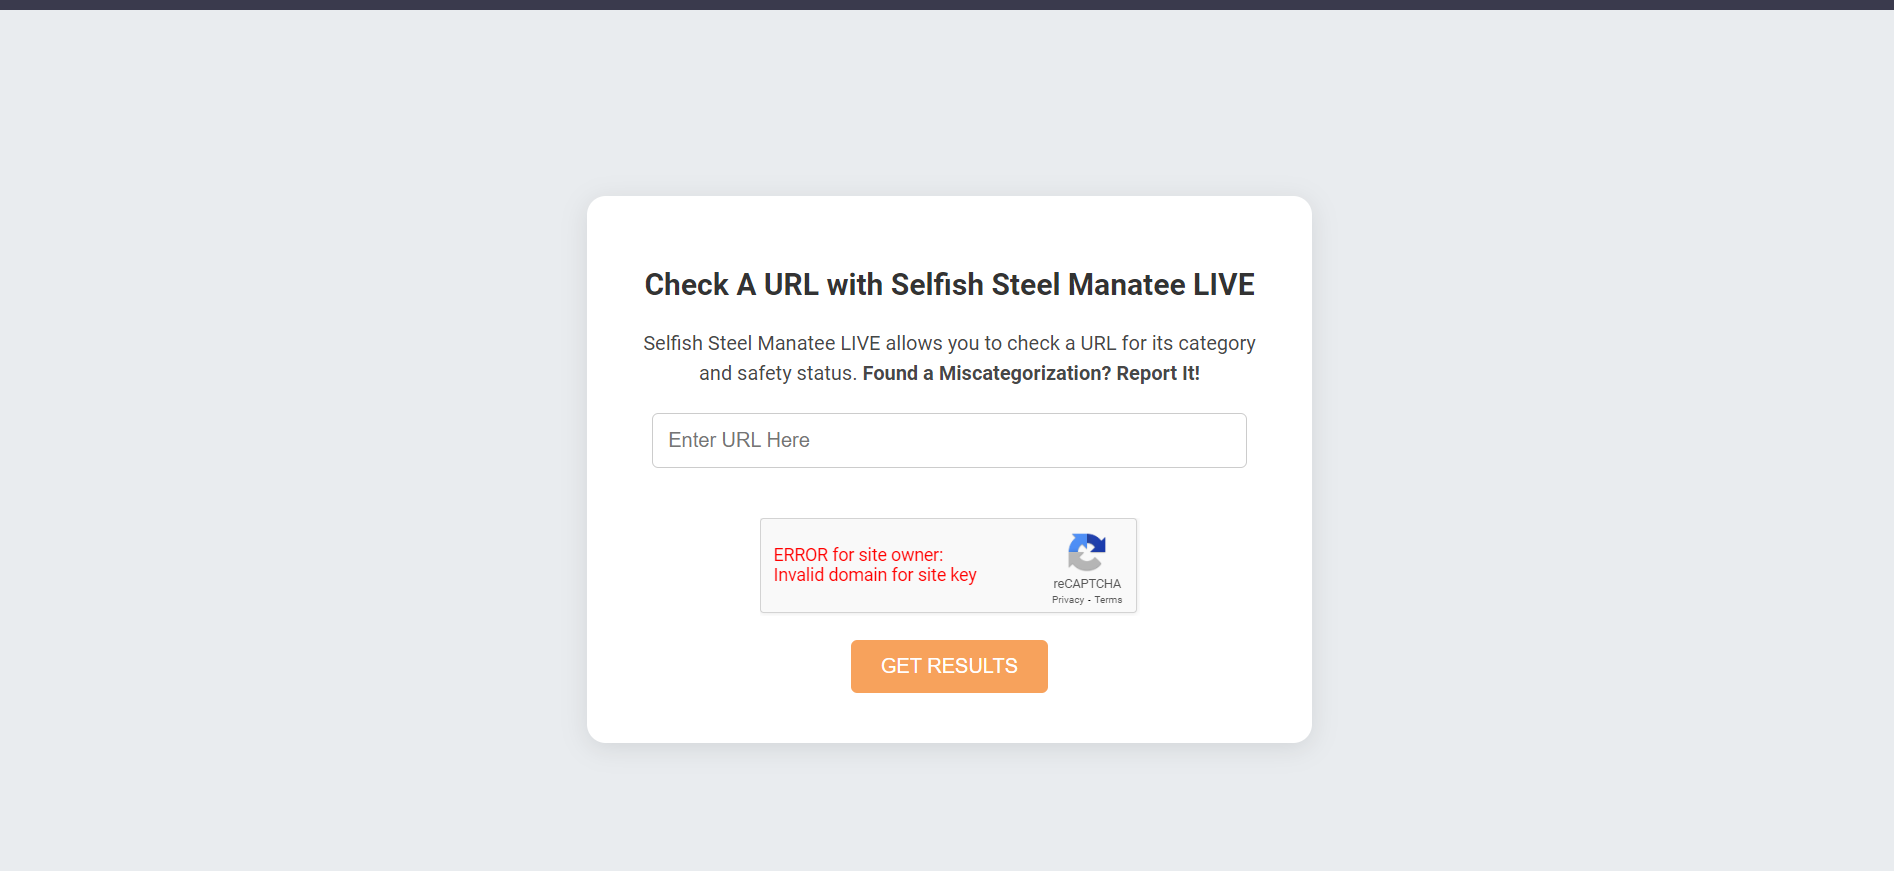 Check A URL with Selfish Steel Manatee LIVE
Selfish Steel Manatee LIVE allows you to check a URL for its category
and safety status. Found a Miscategorization? Report It!
Enter URL Here
ERROR for site owner:
Invalid domain for site key
reCAPTCHA
Privacy - Terms
GET RESULTS